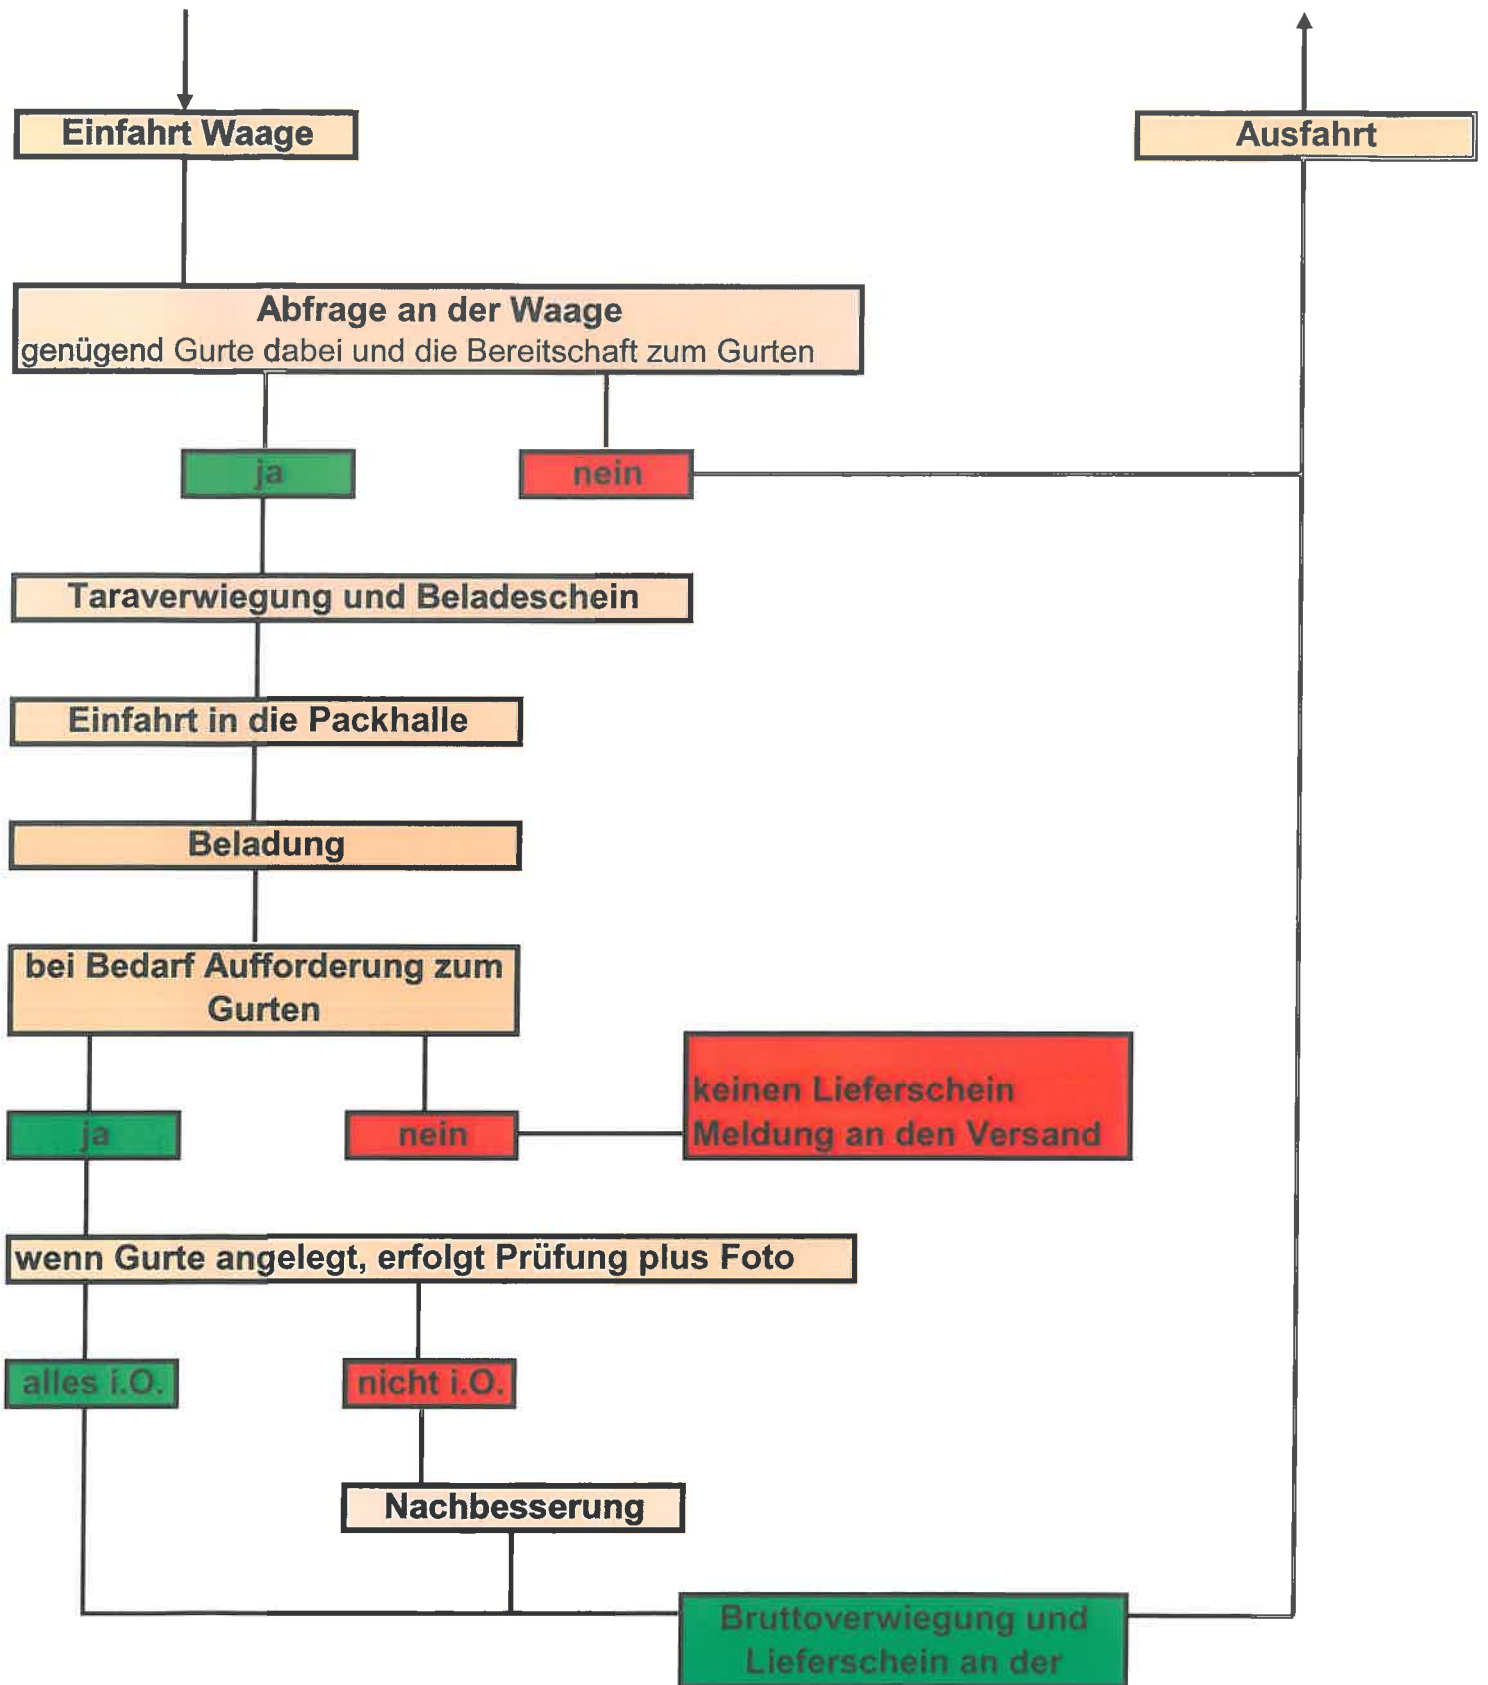 Einfahrt Waage
Ausfahrt
Abfrage an der Waage
genügend Gurte dabei und die Bereitschaft zum Gurten
ja
nein
Taraverwiegung und Beladeschein
Einfahrt in die Packhalle
Beladung
bei Bedarf Aufforderung zum
Gurten
ja
nein
keinen Lieferschein
Meldung an den Versand
wenn Gurte angelegt, erfolgt Prüfung plus Foto
alles i.O.
nicht i.O.
Nachbesserung
Bruttoverwiegung und
Lieferschein an der